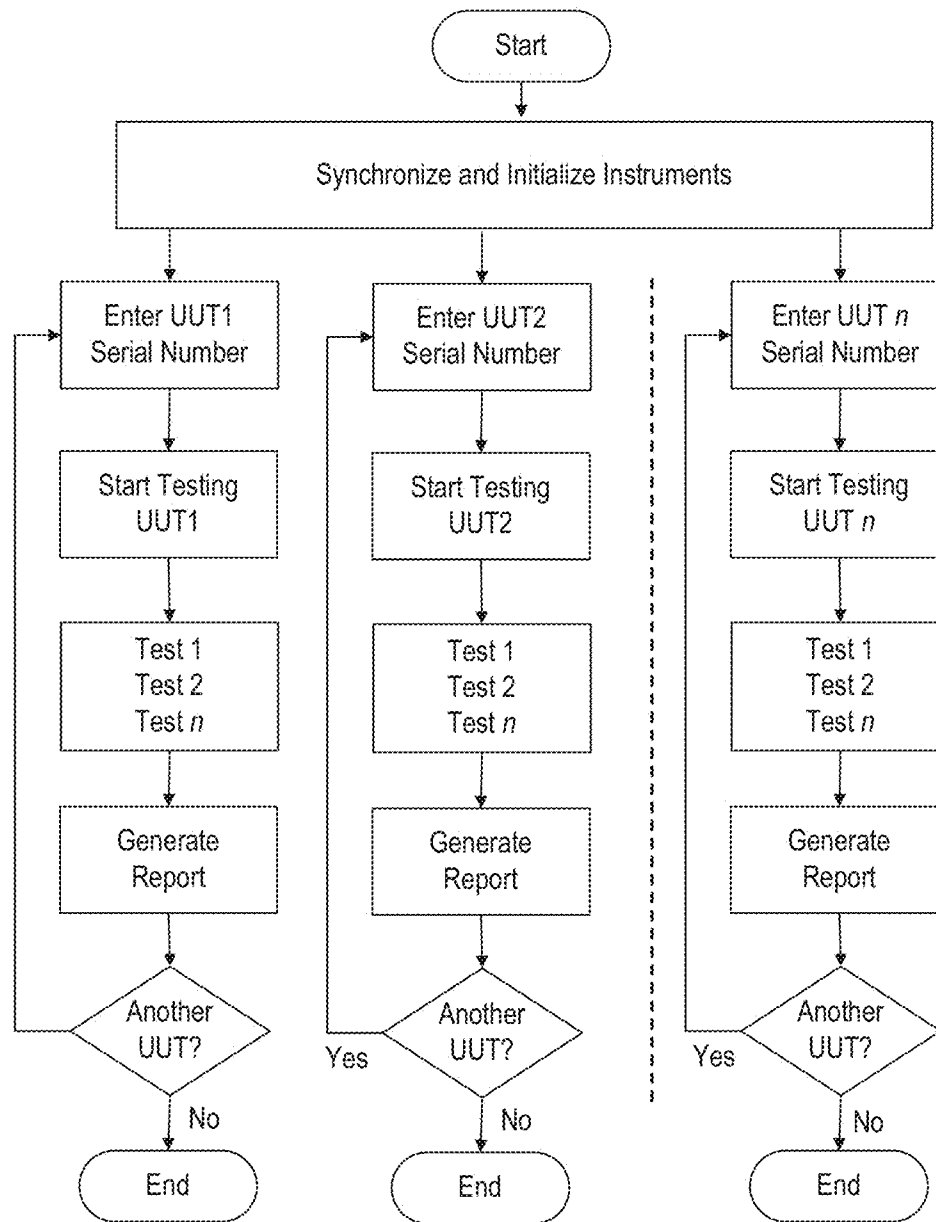 Start
Synchronize and Initialize Instruments
Enter UUT1
Serial Number
Start Testing
UUT1
Test 1
Test 2
Test n
Generate
Report
Another
UUT?
No
End
Enter UUT2
Serial Number
Start Testing
UUT2
Test 1
Test 2
Test n
Generate
Report
Another
UUT?
Yes
No
End
Enter UUT n
Serial Number
Start Testing
UUT n
Test 1
Test 2
Test n
Generate
Report
Another
UUT?
Yes
No
End